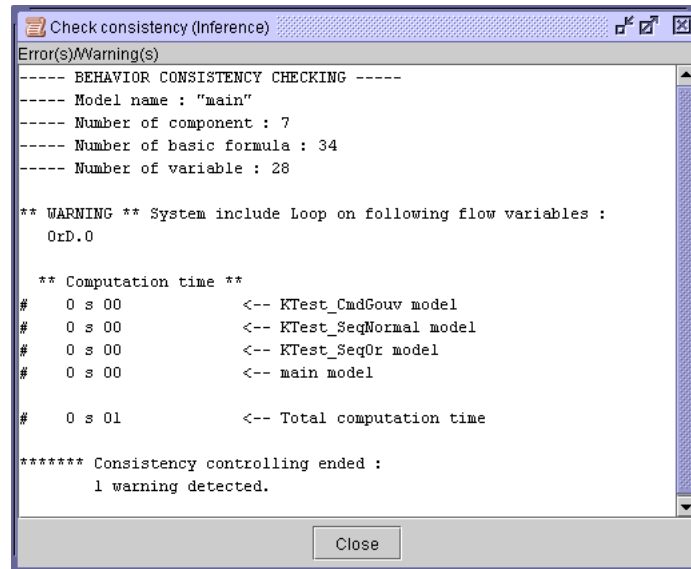 Check consistency (Inference)
Error(s)/Warning(s)
----- BEHAVIOR CONSISTENCY CHECKING -----
----- Model name : "main"
----- Number of component : 7
----- Number of basic formula : 34
----- Number of variable : 28
** WARNING ** System include Loop on following flow variables :
OrD.O
** Computation time **
# 0 s 00 <-- KTest_CmdGouv model
# 0 s 00 <-- KTest_SeqNormal model
# 0 s 00 <-- KTest_SeqOr model
# 0 s 00 <-- main model
# 0 s 01 <-- Total computation time
******* Consistency controlling ended :
1 warning detected.
Close